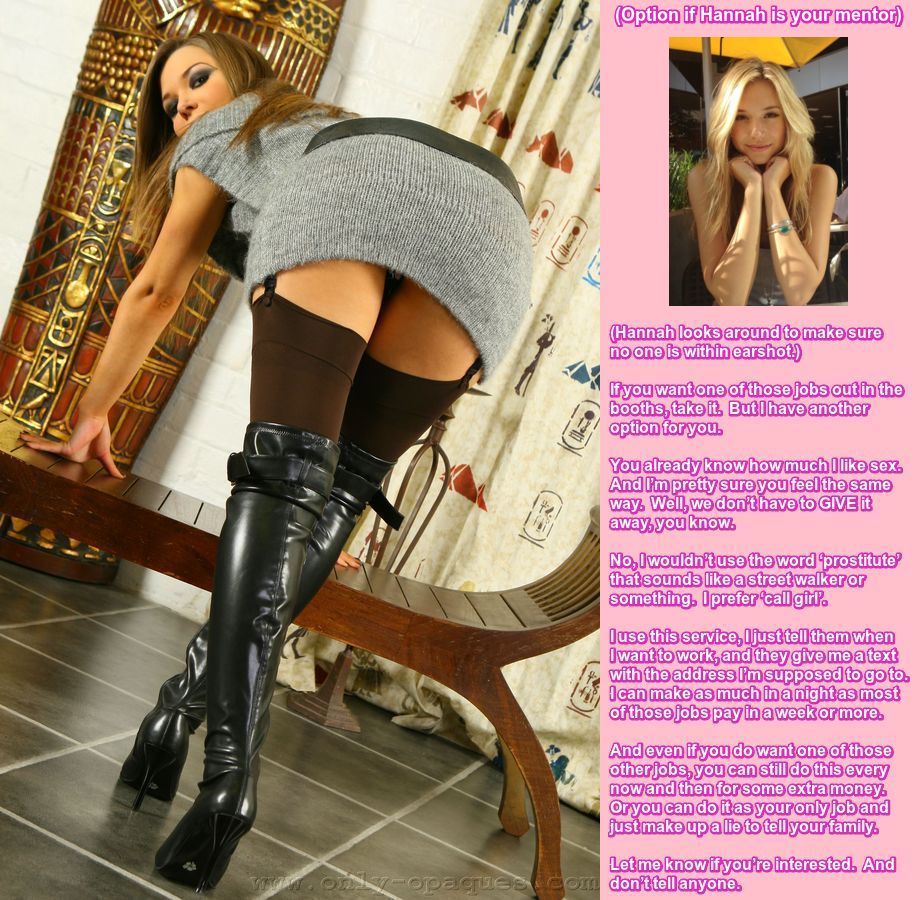 (Option if Hannah is your mentor)
(Hannah looks around to make sure
no one is within earshot.)
If you want one of those jobs out in the
booths, take it.  But I have another
option for you.
You already know how much I like sex.
And I'm pretty sure you feel the same
way.  Well, we don't have to GIVE it
away, you know.
No, I wouldn't use the word 'prostitute'
that sounds like a street walker or
something.  I prefer 'call girl'.
I use this service, I just tell them when
I want to work, and they give me a text
with the address I'm supposed to go to.
I can make as much in a night as most
of those jobs pay in a week or more.
And even if you do want one of those
other jobs, you can still do this every
now and then for some extra money.
Or you can do it as your only job and
just make up a lie to tell your family.
Let me know if you're interested.  And
don't tell anyone.
www.only-opaques.com